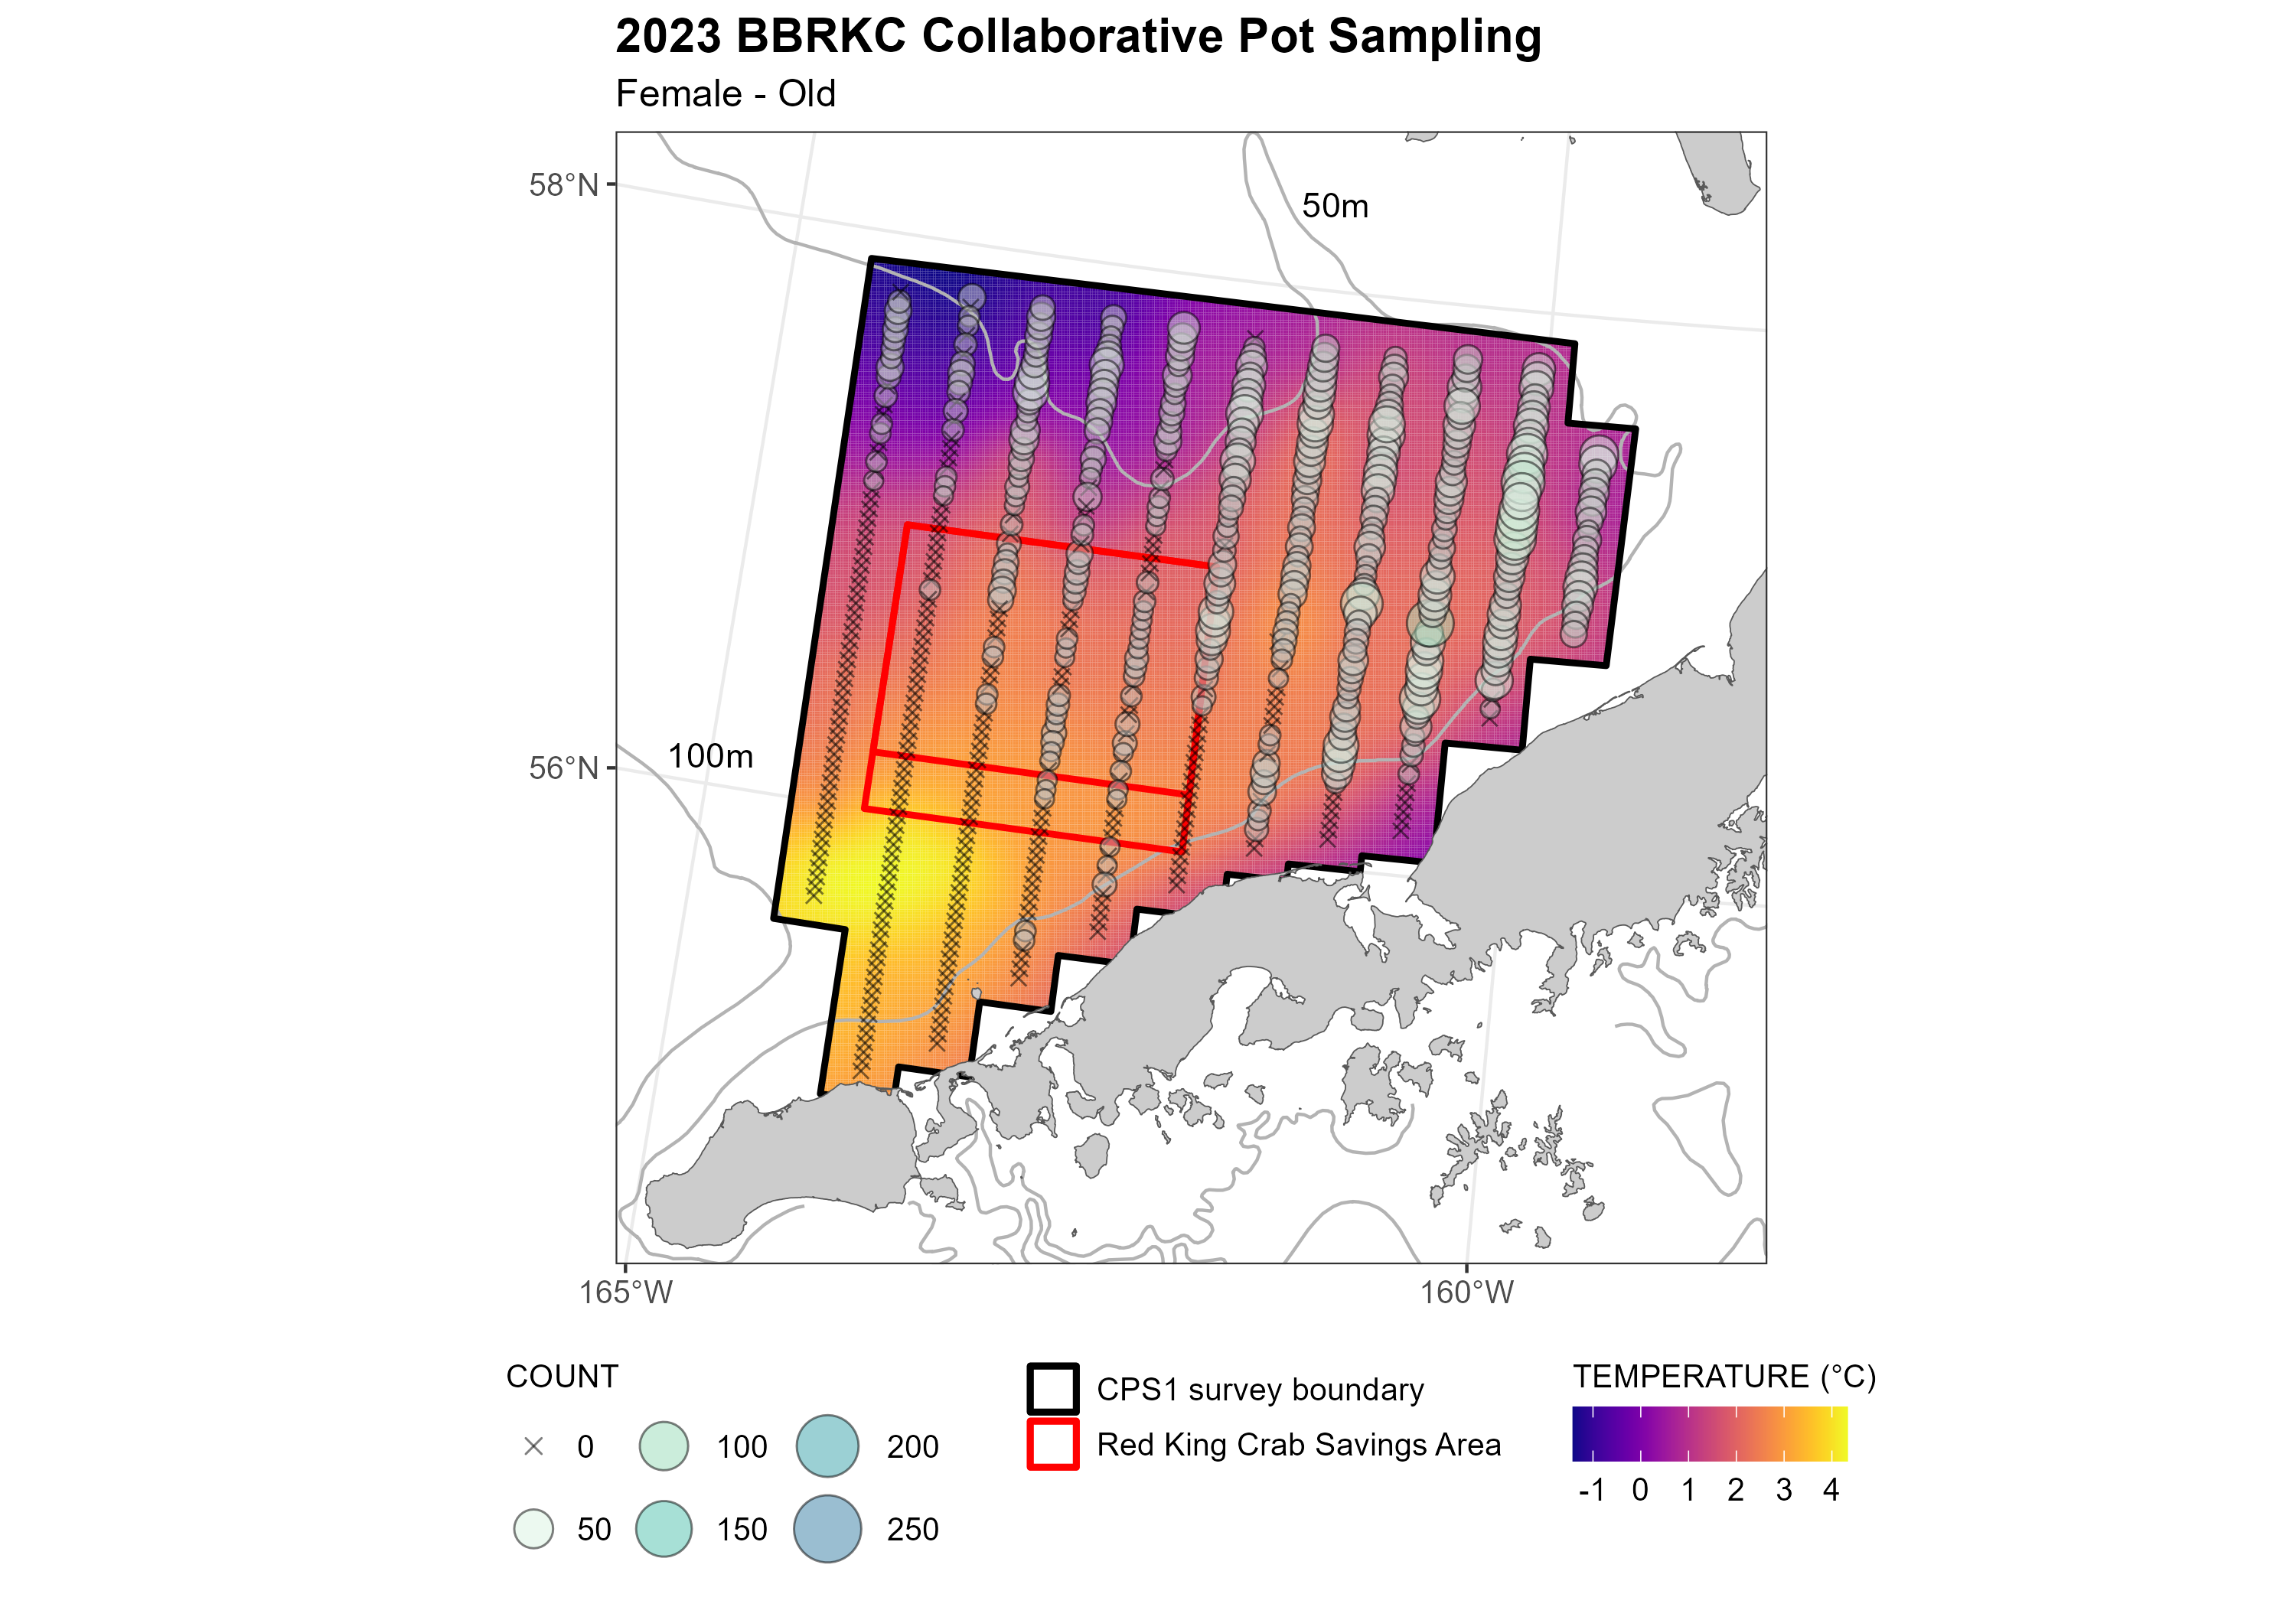 2023 BBRKC Collaborative Pot Sampling
Female - Old
58°N
50m
56°N
100m
165°W
160°W
COUNT
0
100
200
50
150
250
CPS1 survey boundary
Red King Crab Savings Area
TEMPERATURE (°C)
-1 0 1 2 3 4